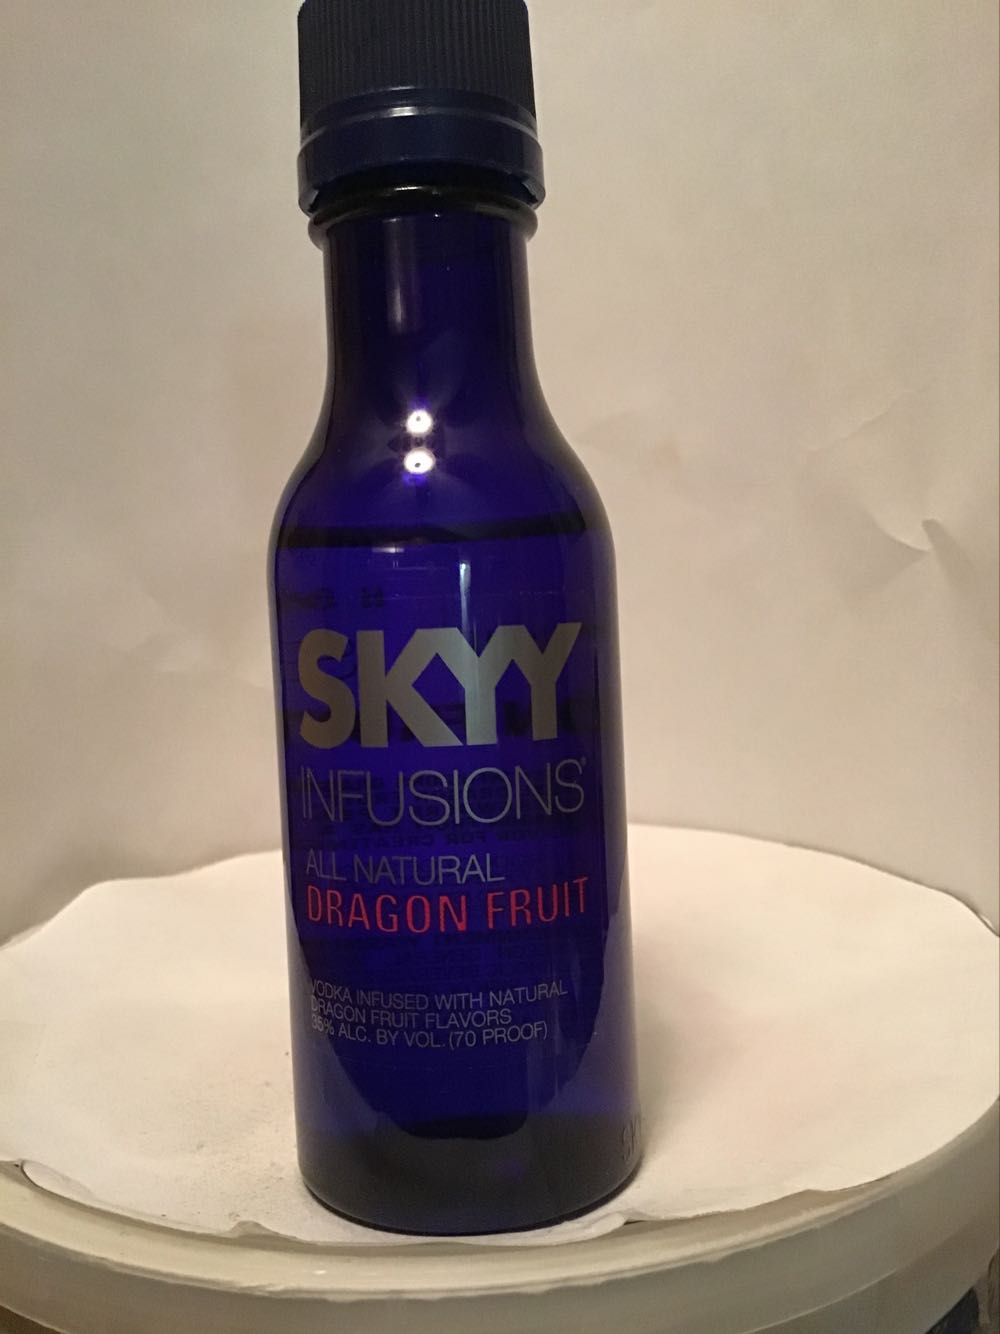 SKYY
INFUSIONS®
ALL NATURAL
DRAGON FRUIT
VODKA INFUSED WITH NATURAL
DRAGON FRUIT FLAVORS
35% ALC. BY VOL. (70 PROOF)